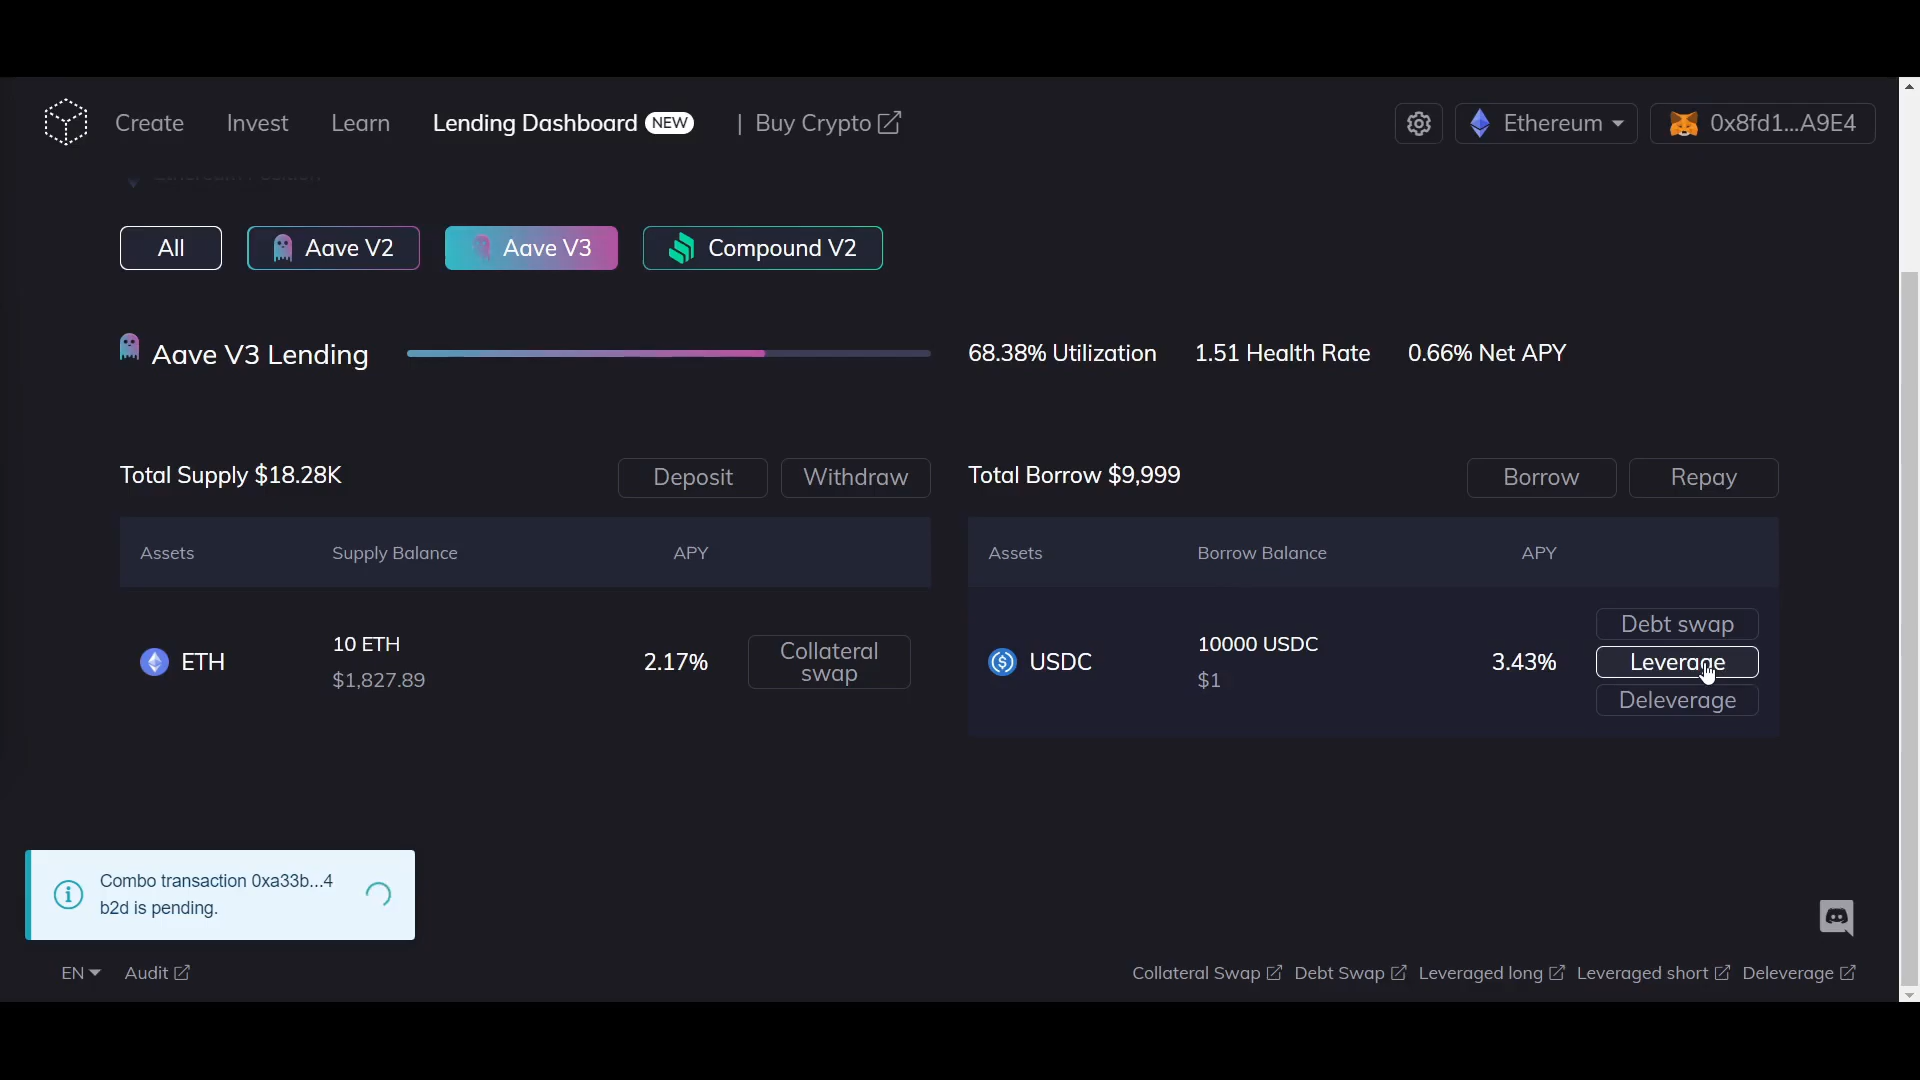 Create Invest Learn Lending Dashboard NEW | Buy Crypto Ethereum 0x8fd1...A9E4
All Aave V2 Aave V3 Compound V2
Aave V3 Lending 68.38% Utilization 1.51 Health Rate 0.66% Net APY
Total Supply $18.28K Deposit Withdraw Total Borrow $9,999 Borrow Repay
Assets Supply Balance APY Assets Borrow Balance APY
ETH
10 ETH
$1,827.89
2.17%
Collateral
swap
USDC
10000 USDC
$1
3.43%
Debt swap
Leverage
Deleverage
Combo transaction 0xa33b...4
b2d is pending.
EN Audit Collateral Swap Debt Swap Leveraged long Leveraged short Deleverage